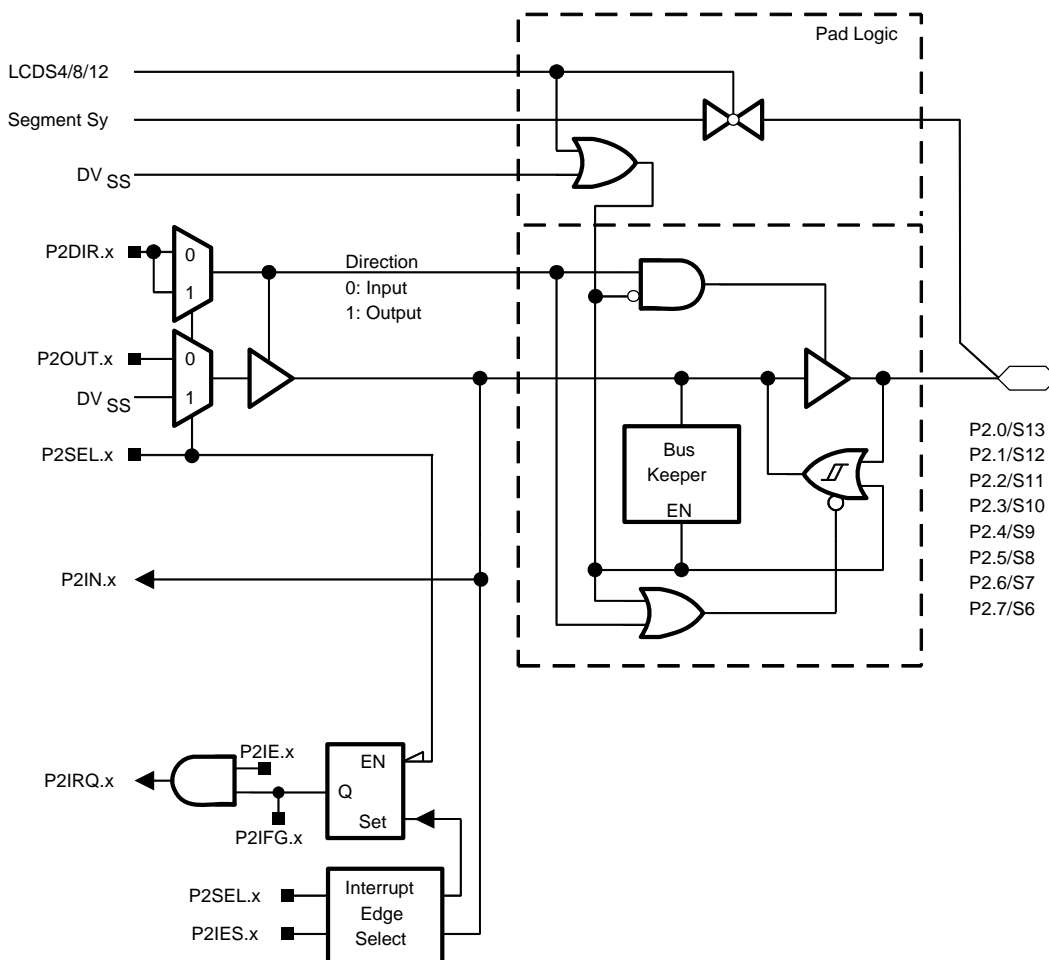 Pad Logic
LCDS4/8/12
Segment Sy
DVSS
P2DIR.x
0
1
Direction
0: Input
1: Output
P2OUT.x
0
DVSS
1
P2SEL.x
Bus
Keeper
EN
P2.0/S13
P2.1/S12
P2.2/S11
P2.3/S10
P2.4/S9
P2.5/S8
P2.6/S7
P2.7/S6
P2IN.x
P2IE.x
EN
P2IRQ.x
Q
Set
P2IFG.x
P2SEL.x
P2IES.x
Interrupt
Edge
Select